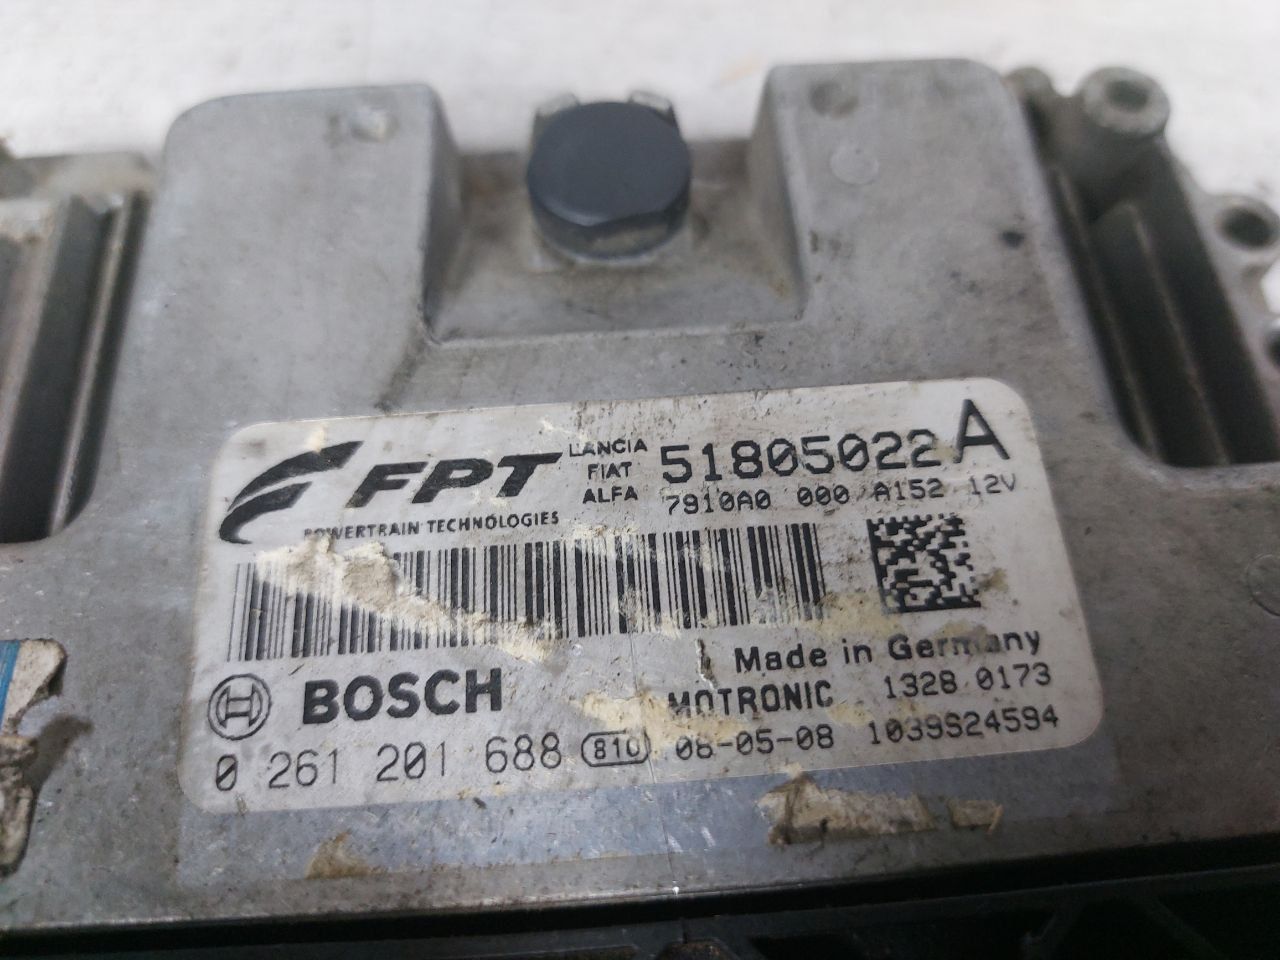 FPT
POWERTRAIN TECHNOLOGIES
LANCIA
FIAT
ALFA
51805022 A
7910A0 000 A152 12V
Made in Germany
BOSCH
MOTRONIC 1328 0173
0 261 201 688 810 08-05-08 1039S24594